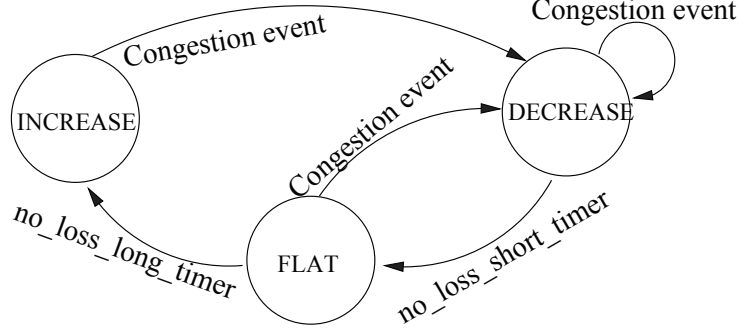 Congestion event
Congestion event
INCREASE
Congestion event
DECREASE
no_loss_long_timer
FLAT
no_loss_short_timer